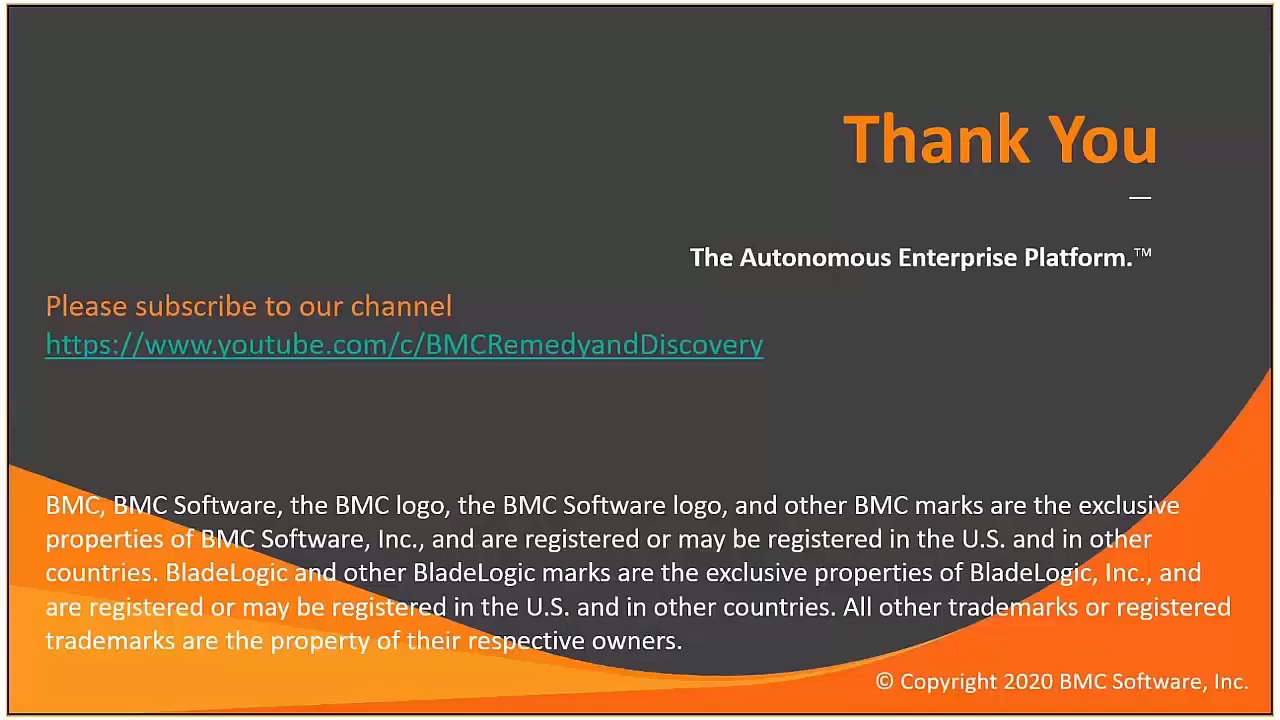 Thank You
—
The Autonomous Enterprise Platform.™
Please subscribe to our channel
https://www.youtube.com/c/BMCRemedyandDiscovery
BMC, BMC Software, the BMC logo, the BMC Software logo, and other BMC marks are the exclusive
properties of BMC Software, Inc., and are registered or may be registered in the U.S. and in other
countries. BladeLogic and other BladeLogic marks are the exclusive properties of BladeLogic, Inc., and
are registered or may be registered in the U.S. and in other countries. All other trademarks or registered
trademarks are the property of their respective owners.
© Copyright 2020 BMC Software, Inc.